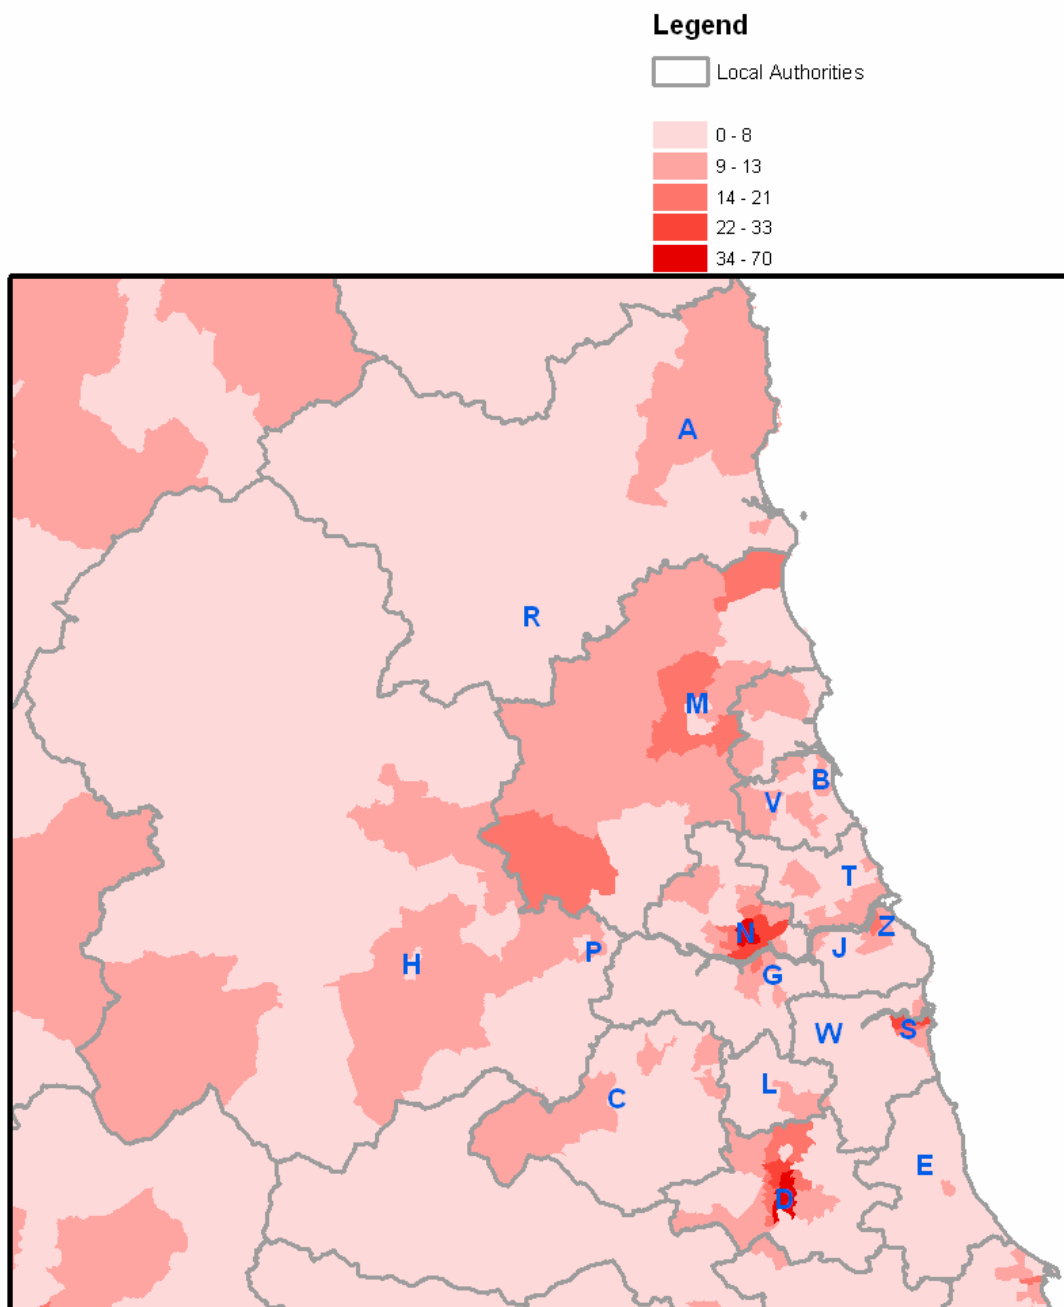 Legend
Local Authorities
0 - 8
9 - 13
14 - 21
22 - 33
34 - 70
A
R
M
B
V
T
Z
N
J
P
H
G
S
W
L
C
E
D